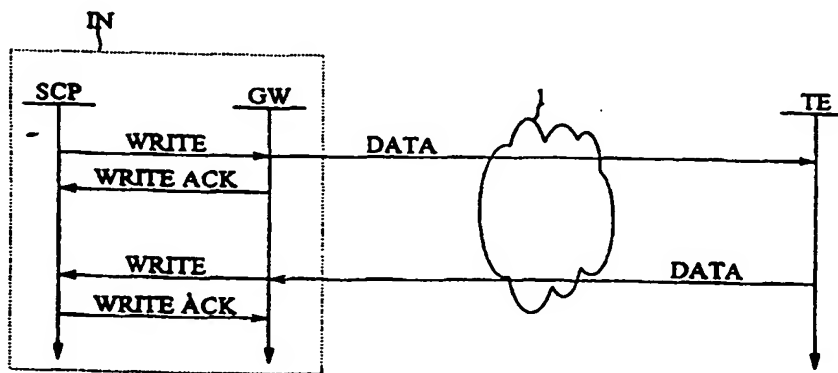 IN
SCP GW 1 TE
WRITE DATA
WRITE ACK
WRITE DATA
WRITE ACK